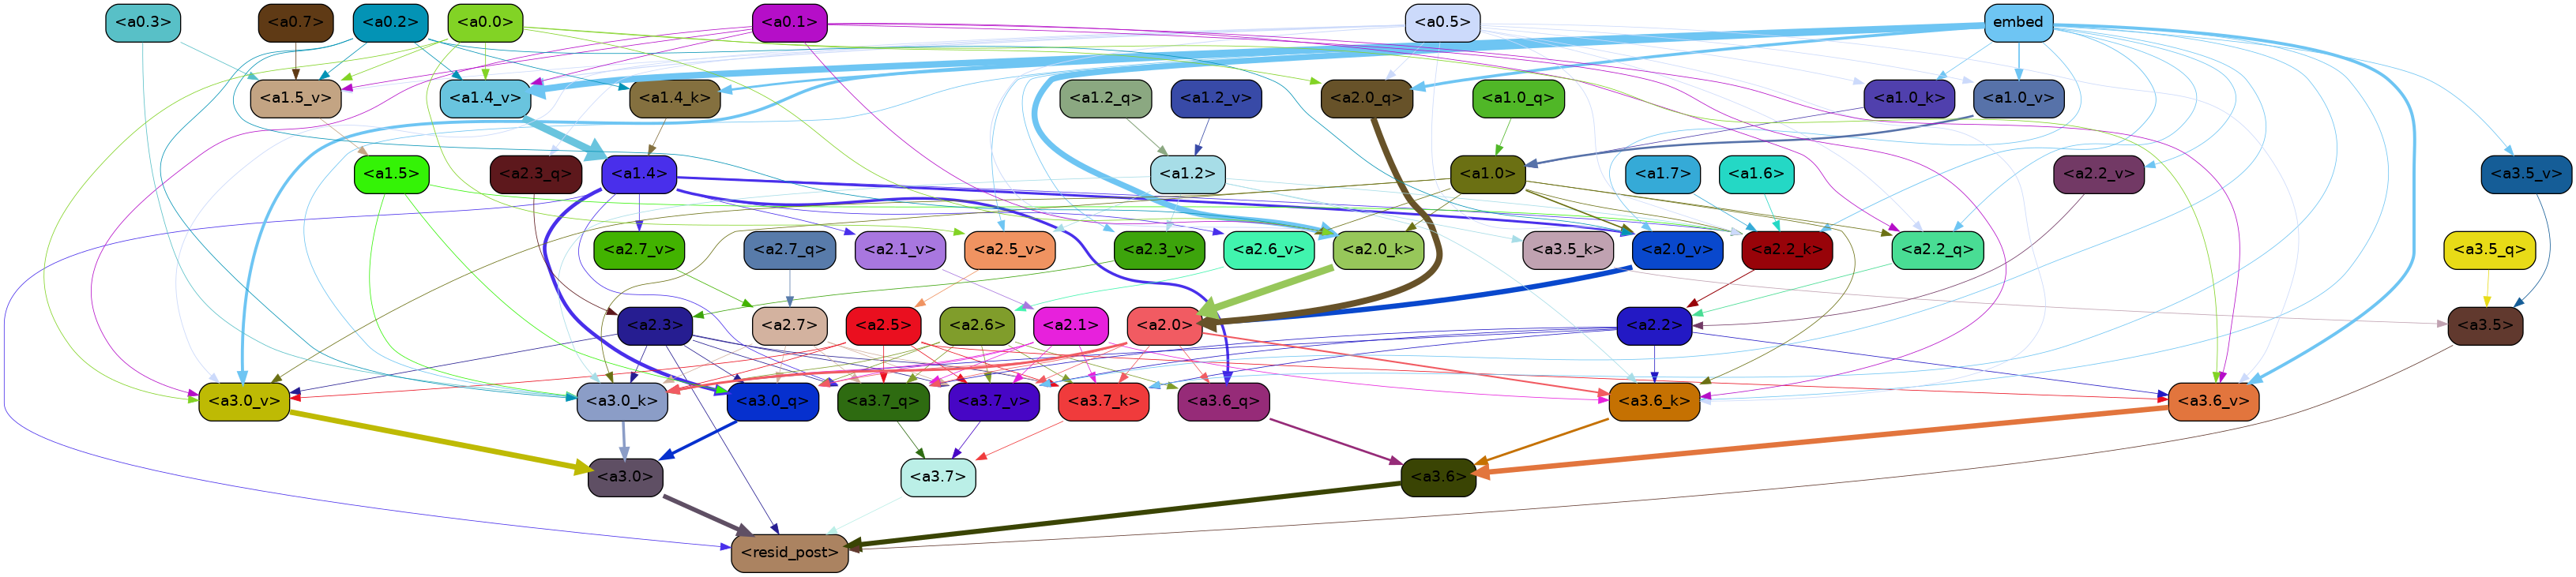 <a0.3> <a0.7> <a0.2> <a0.0> <a0.1> <a0.5> embed
<a1.5_v> <a1.4_v> <a1.4_k> <a1.2_q> <a1.2_v> <a2.0_q> <a1.0_q> <a1.0_k> <a1.0_v>
<a1.5> <a2.3_q> <a1.4> <a1.2> <a1.0> <a1.7> <a1.6> <a2.2_v> <a3.5_v>
<a2.7_v> <a2.7_q> <a2.1_v> <a2.5_v> <a2.3_v> <a2.6_v> <a2.0_k> <a3.5_k> <a2.0_v> <a2.2_k> <a2.2_q> <a3.5_q>
<a2.3> <a2.7> <a2.5> <a2.6> <a2.1> <a2.0> <a2.2> <a3.5>
<a3.0_v> <a3.0_k> <a3.0_q> <a3.7_q> <a3.7_v> <a3.7_k> <a3.6_q> <a3.6_k> <a3.6_v>
<a3.0> <a3.7> <a3.6>
<resid_post>